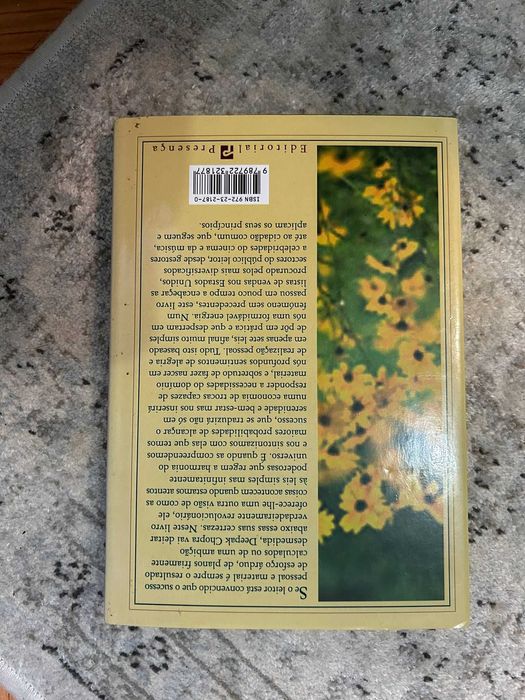 Se o leitor está convencido que o sucesso
pessoal e material é sempre o resultado
de esforço árduo, de planos friamente
calculados ou de uma ambição
desmedida, Deepak Chopra vai deitar
abaixo essas suas certezas. Neste livro
verdadeiramente revolucionário, ele
oferece-lhe uma outra visão de como as
coisas acontecem quando estamos atentos
às leis simples mas infinitamente
poderosas que regem a harmonia do
universo. E quando as compreendemos
e nos sintonizamos com elas que temos
maiores probabilidades de alcançar o
sucesso, que se traduzirá não só em
serenidade e bem-estar mas nos inserirá
numa economia de trocas capazes de
responder a necessidades do domínio
material, e sobretudo de fazer nascer em
nós profundos sentimentos de alegria e
de realização pessoal. Tudo isto baseado
em apenas sete leis, afinal muito simples
de pôr em prática e que despertam em
nós uma formidável energia. Num
fenómeno sem precedentes, este livro
passou em pouco tempo a encabeçar as
listas de vendas nos Estados Unidos,
procurado pelos mais diversificados
sectores do público leitor, desde gestores
a celebridades do cinema e da música,
até ao cidadão comum, que seguem e
aplicam os seus princípios.
ISBN 972-23-2187-0
9 789722 321877
Editorial Presença